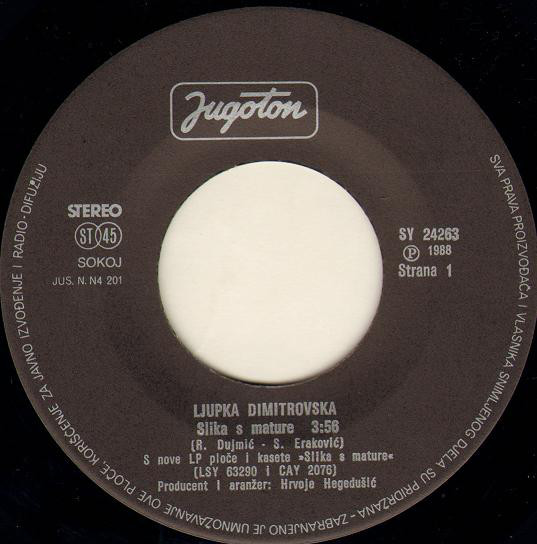 Jugoton
STEREO
ST 45
SOKOJ
JUS. N. N4 201
SY 24263
Ⓟ 1988
Strana 1
LJUPKA DIMITROVSKA
Slika s mature 3:56
(R. Dujmić - S. Eraković)
S nove LP ploče i kasete »Slika s mature«
(LSY 63290 i CAY 2076)
Producent i aranžer: Hrvoje Hegedušić
SVA PRAVA PROIZVOĐAČA I VLASNIKA SNIMLJENOG DJELA SU PRIDRŽANA - ZABRANJENO JE UMNOŽAVANJE OVE PLOČE, KORIŠĆENJE ZA JAVNO IZVOĐENJE I RADIO-DIFUZIJU